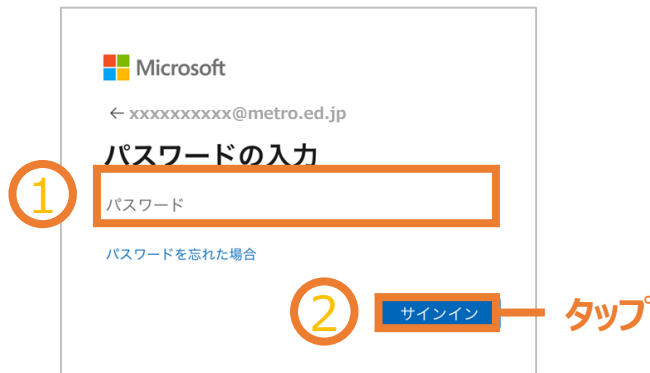 Microsoft
← xxxxxxxxxx@metro.ed.jp
パスワードの入力
1
パスワード
パスワードを忘れた場合
2
サインイン
タップ